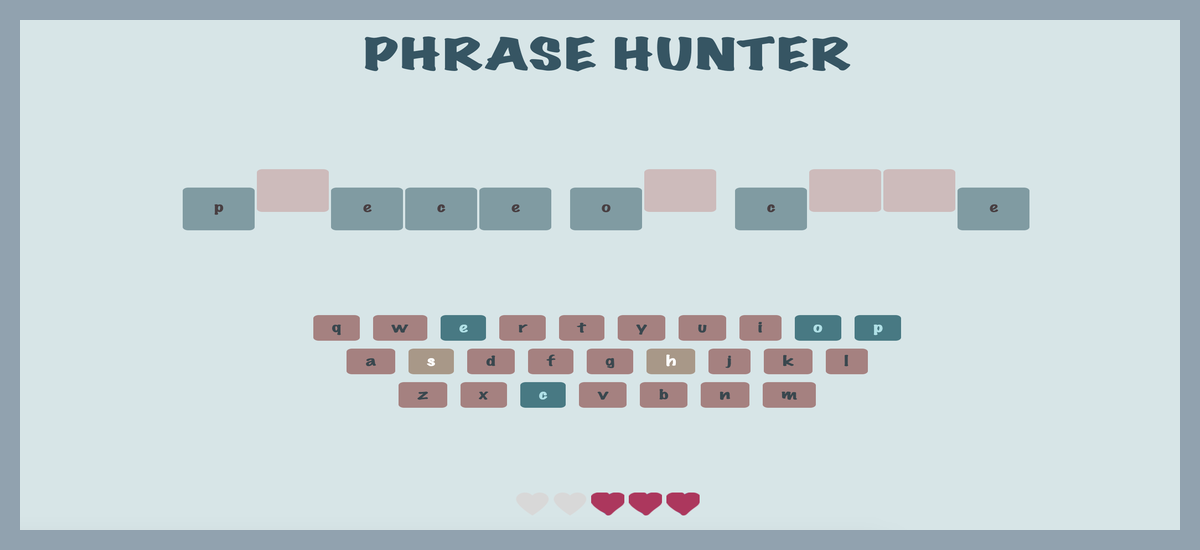 PHRASE HUNTER
p e c e o c e
q w e r t y u i o p
a s d f g h j k l
z x c v b n m